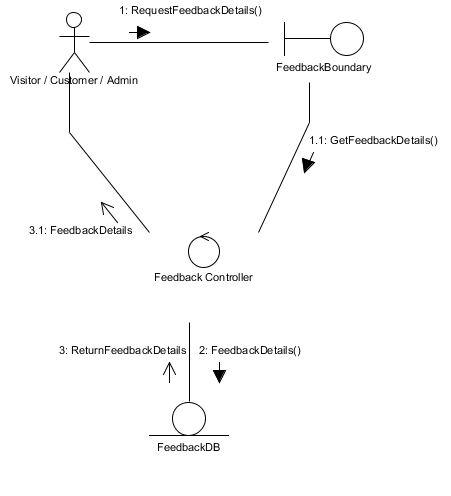 1: RequestFeedbackDetails()
Visitor / Customer / Admin
FeedbackBoundary
1.1: GetFeedbackDetails()
3.1: FeedbackDetails
Feedback Controller
3: ReturnFeedbackDetails
2: FeedbackDetails()
FeedbackDB